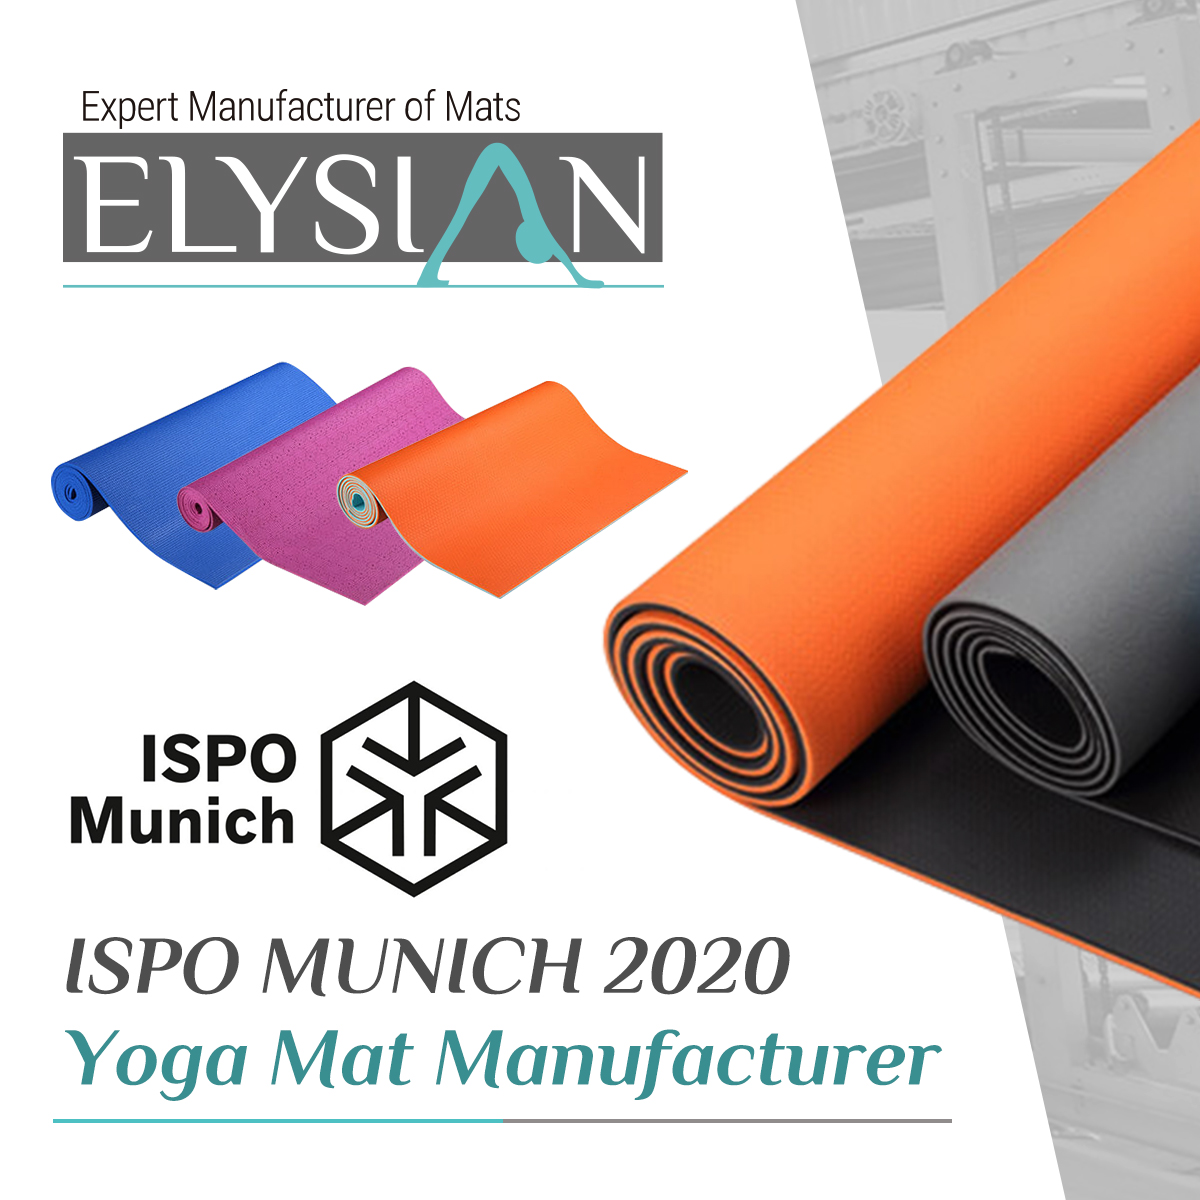 Expert Manufacturer of Mats
ELYSIAN
ISPO
Munich
ISPO MUNICH 2020
Yoga Mat Manufacturer